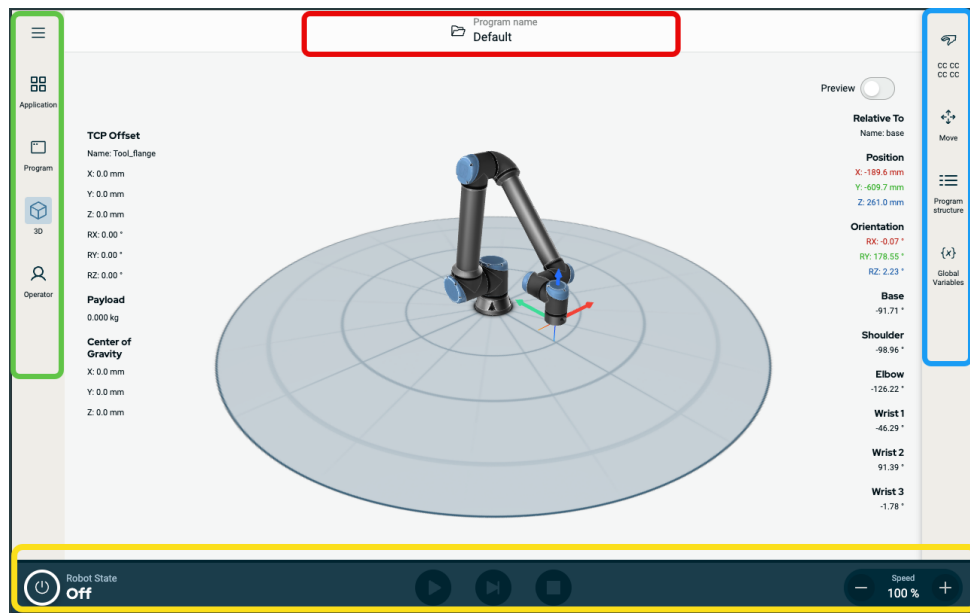 Program name
Default
Application
Program
3D
Operator
TCP Offset
Name: Tool_flange
X: 0.0 mm
Y: 0.0 mm
Z: 0.0 mm
RX: 0.00 °
RY: 0.00 °
RZ: 0.00 °
Payload
0.000 kg
Center of
Gravity
X: 0.0 mm
Y: 0.0 mm
Z: 0.0 mm
Preview
Relative To
Name: base
Position
X: -189.6 mm
Y: -609.7 mm
Z: 261.0 mm
Orientation
RX: -0.07 °
RY: 178.55 °
RZ: 2.23 °
Base
-91.71 °
Shoulder
-98.96 °
Elbow
-126.22 °
Wrist 1
-46.29 °
Wrist 2
91.39 °
Wrist 3
-1.78 °
CC CC
CC CC
Move
Program
structure
{x}
Global
Variables
Robot State
Off
Speed
100 %